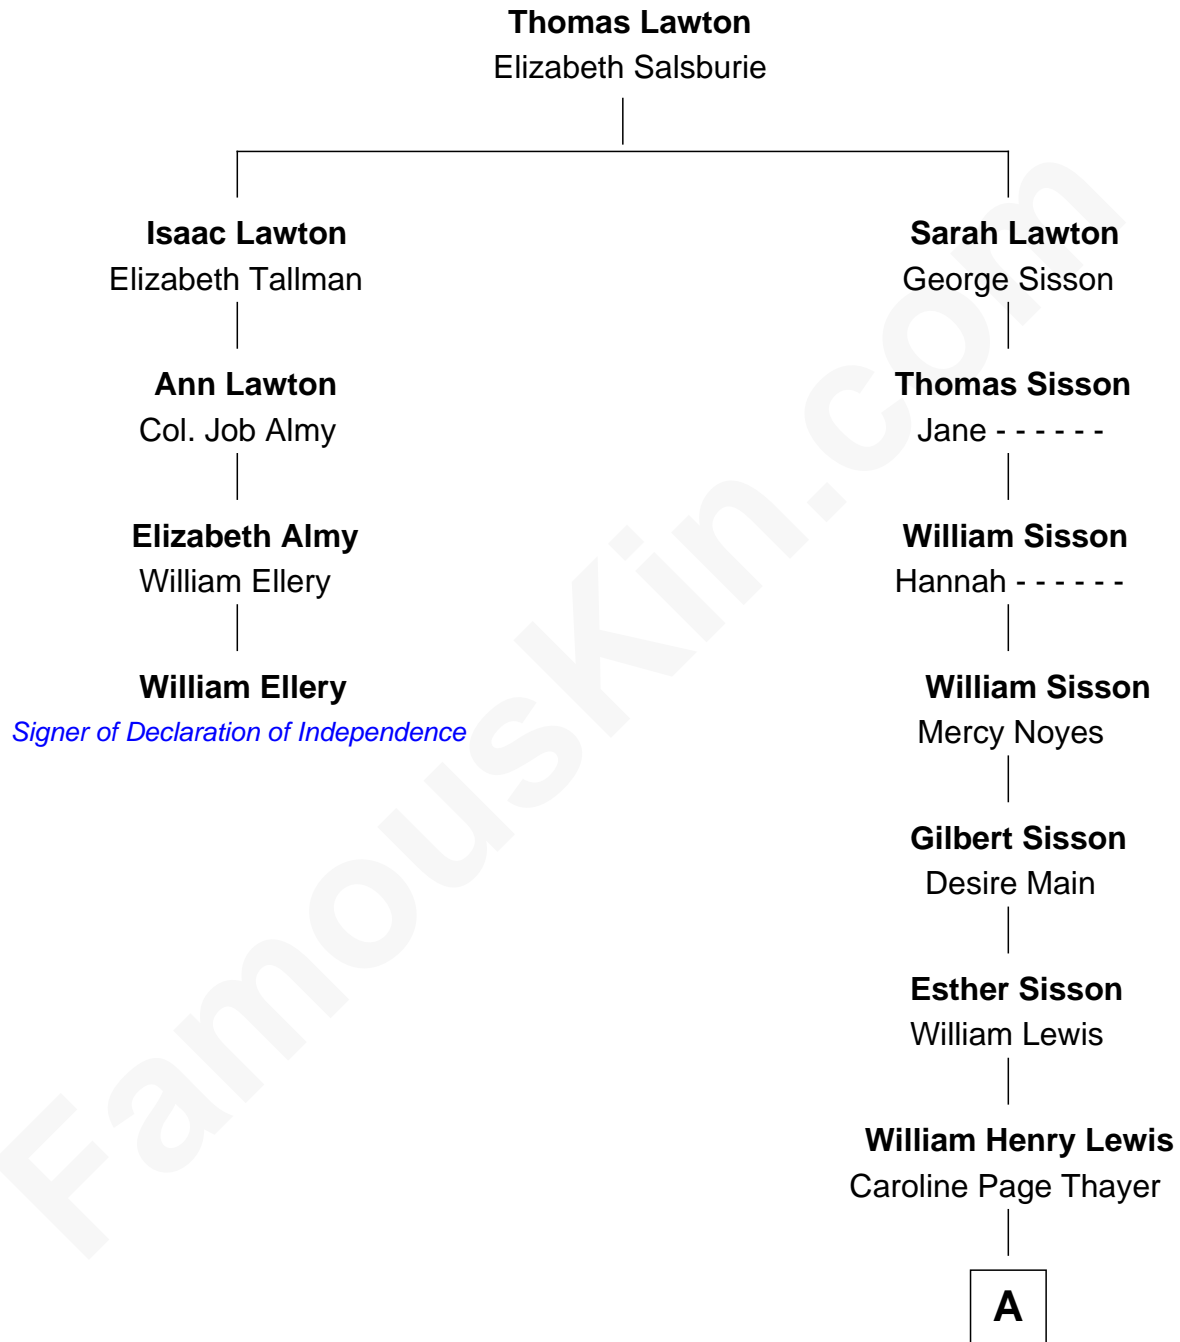 Thomas Lawton
Elizabeth Salsburie
Isaac Lawton
Elizabeth Tallman
Ann Lawton
Col. Job Almy
Elizabeth Almy
William Ellery
William Ellery
Signer of Declaration of Independence
Sarah Lawton
George Sisson
Thomas Sisson
Jane - - - - - -
William Sisson
Hannah - - - - - -
William Sisson
Mercy Noyes
Gilbert Sisson
Desire Main
Esther Sisson
William Lewis
William Henry Lewis
Caroline Page Thayer
A
FamousKin.com